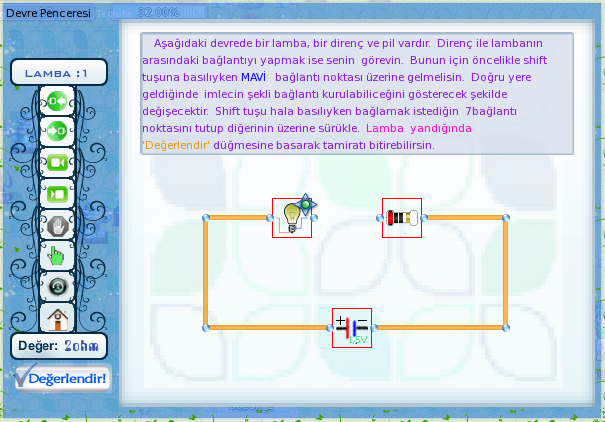 Devre Penceresi
32.00%
LAMBA : 1
Aşağıdaki devrede bir lamba, bir direnç ve pil vardır. Direnç ile lambanın
arasındaki bağlantıyı yapmak ise senin görevin. Bunun için öncelikle shift
tuşuna basılıyken MAVİ bağlantı noktası üzerine gelmelisin. Doğru yere
geldiğinde imlecin şekli bağlantı kurulabiliceğini gösterecek şekilde
değişecektir. Shift tuşu hala basılıyken bağlamak istediğin 7bağlantı
noktasını tutup diğerinin üzerine sürükle. Lamba yandığında
'Değerlendir' düğmesine basarak tamiratı bitirebilirsin.
+ −
1,5V
Değer: 2ohm
Değerlendir!